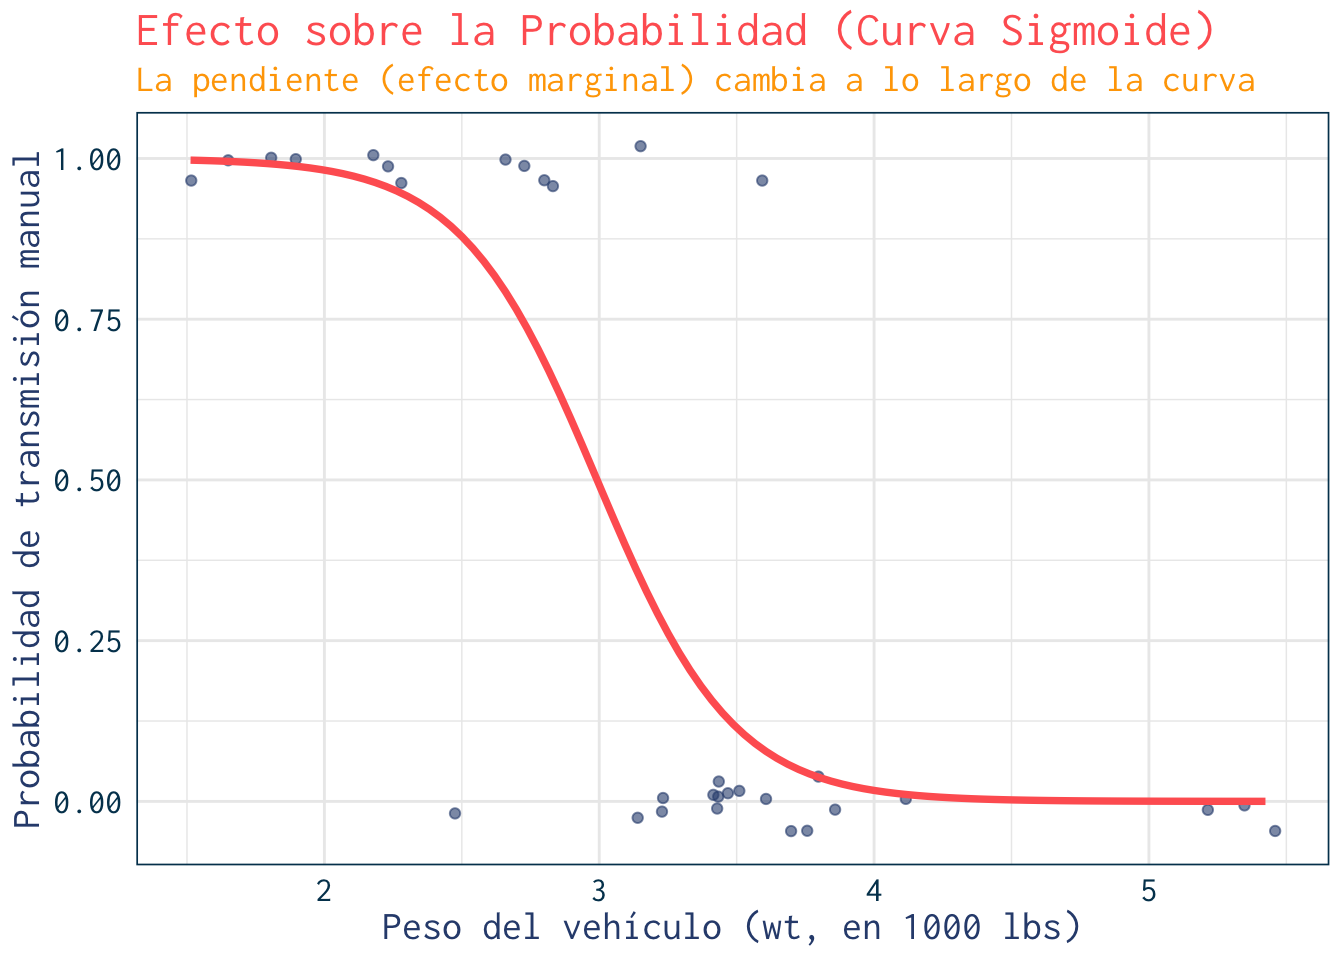 Efecto sobre la Probabilidad (Curva Sigmoide)
La pendiente (efecto marginal) cambia a lo largo de la curva
Probabilidad de transmisión manual
1.00
0.75
0.50
0.25
0.00
2 3 4 5
Peso del vehículo (wt, en 1000 lbs)